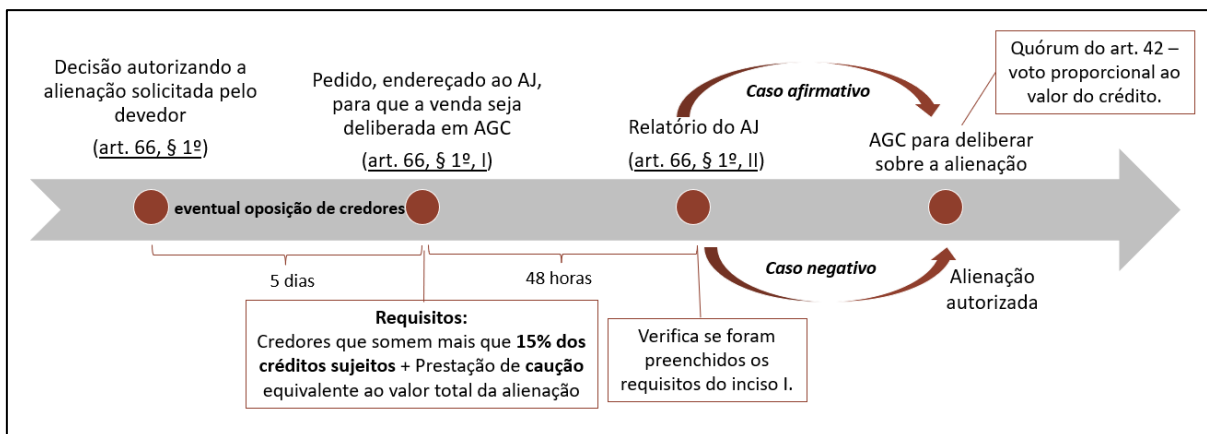 Decisão autorizando a
alienação solicitada pelo
devedor
(art. 66, § 1º)
Pedido, endereçado ao AJ,
para que a venda seja
deliberada em AGC
(art. 66, § 1º, I)
Relatório do AJ
(art. 66, § 1º, II)
Caso afirmativo
Quórum do art. 42 –
voto proporcional ao
valor do crédito.
AGC para deliberar
sobre a alienação
eventual oposição de credores
5 dias
48 horas
Caso negativo
Alienação
autorizada
Requisitos:
Credores que somem mais que 15% dos
créditos sujeitos + Prestação de caução
equivalente ao valor total da alienação
Verifica se foram
preenchidos os
requisitos do inciso I.